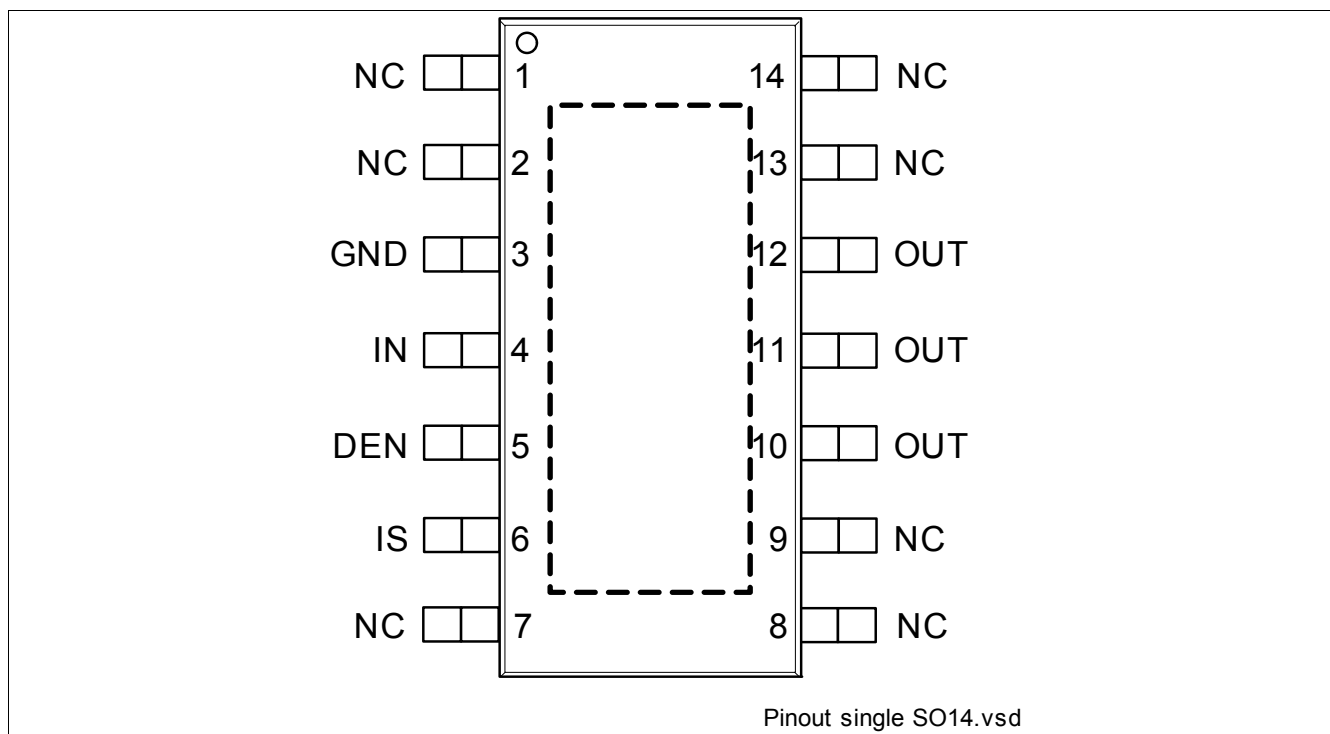 NC 1 14 NC
NC 2 13 NC
GND 3 12 OUT
IN 4 11 OUT
DEN 5 10 OUT
IS 6 9 NC
NC 7 8 NC
Pinout single SO14.vsd